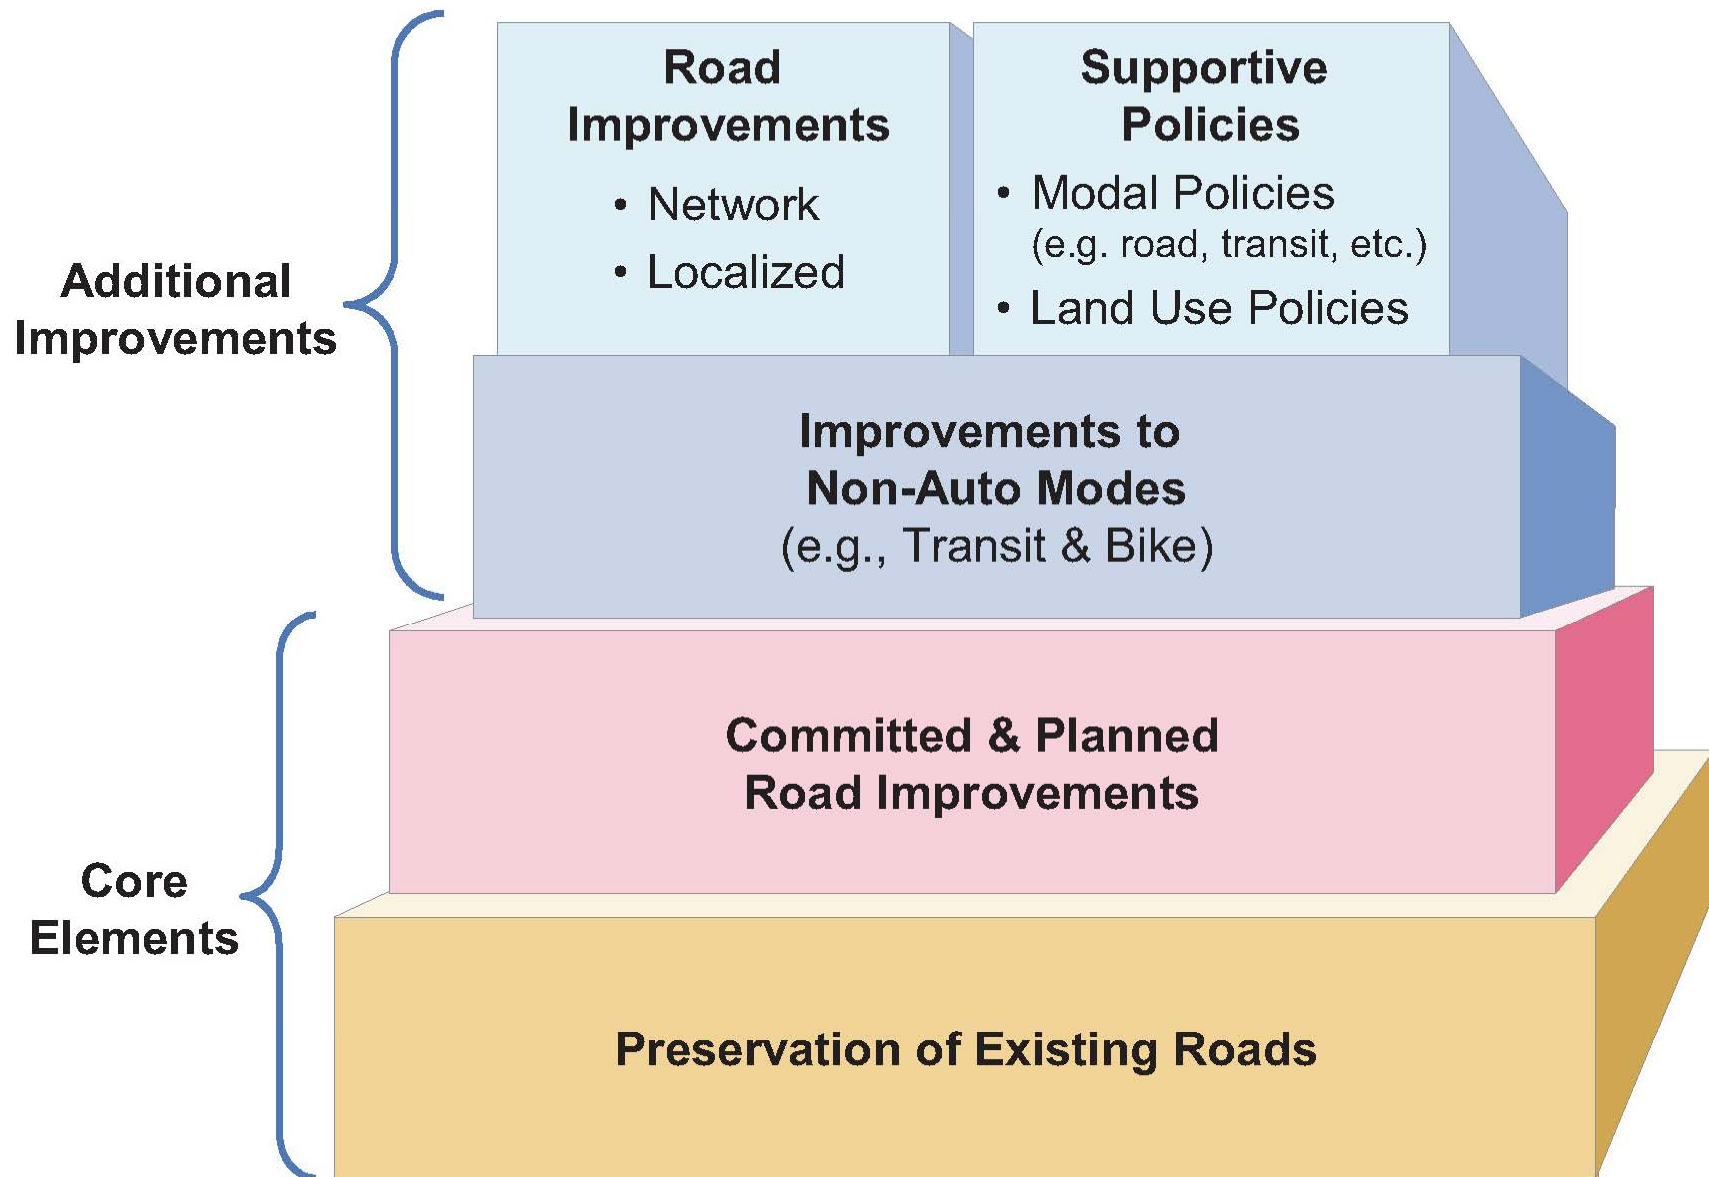 Road
Improvements
• Network
• Localized
Supportive
Policies
• Modal Policies
(e.g. road, transit, etc.)
• Land Use Policies
Additional
Improvements
Improvements to
Non-Auto Modes
(e.g., Transit & Bike)
Committed & Planned
Road Improvements
Core
Elements
Preservation of Existing Roads